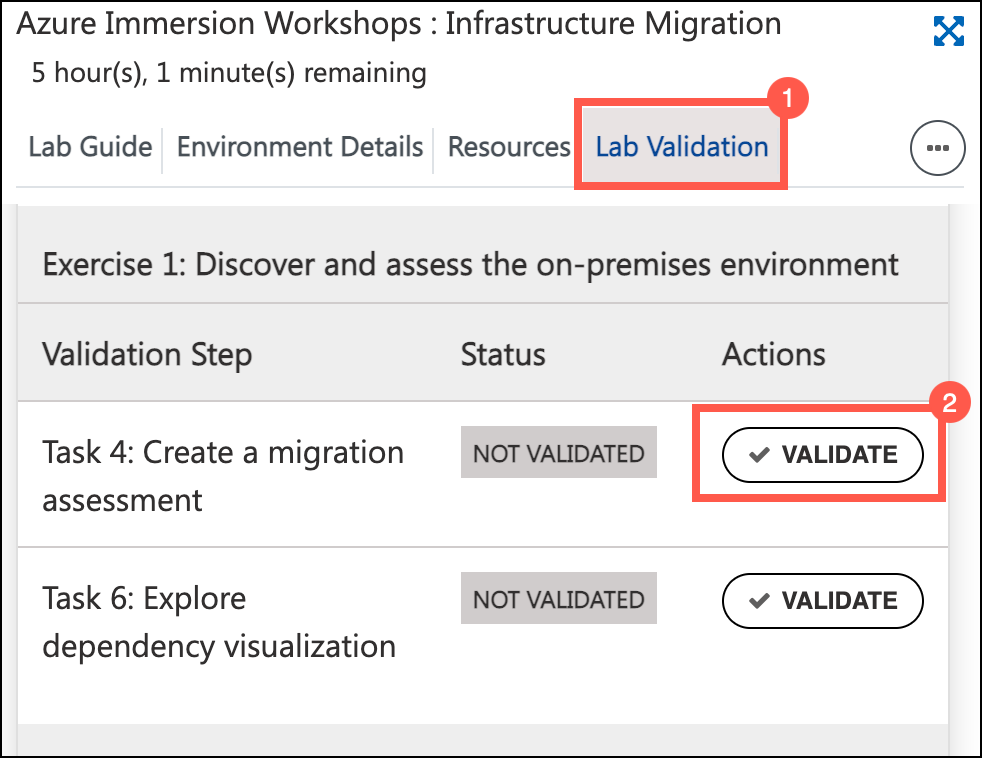 Azure Immersion Workshops : Infrastructure Migration
5 hour(s), 1 minute(s) remaining
1
Lab Guide
Environment Details
Resources
Lab Validation
Exercise 1: Discover and assess the on-premises environment
Validation Step
Status
Actions
2
Task 4: Create a migration
assessment
NOT VALIDATED
VALIDATE
Task 6: Explore
dependency visualization
NOT VALIDATED
VALIDATE